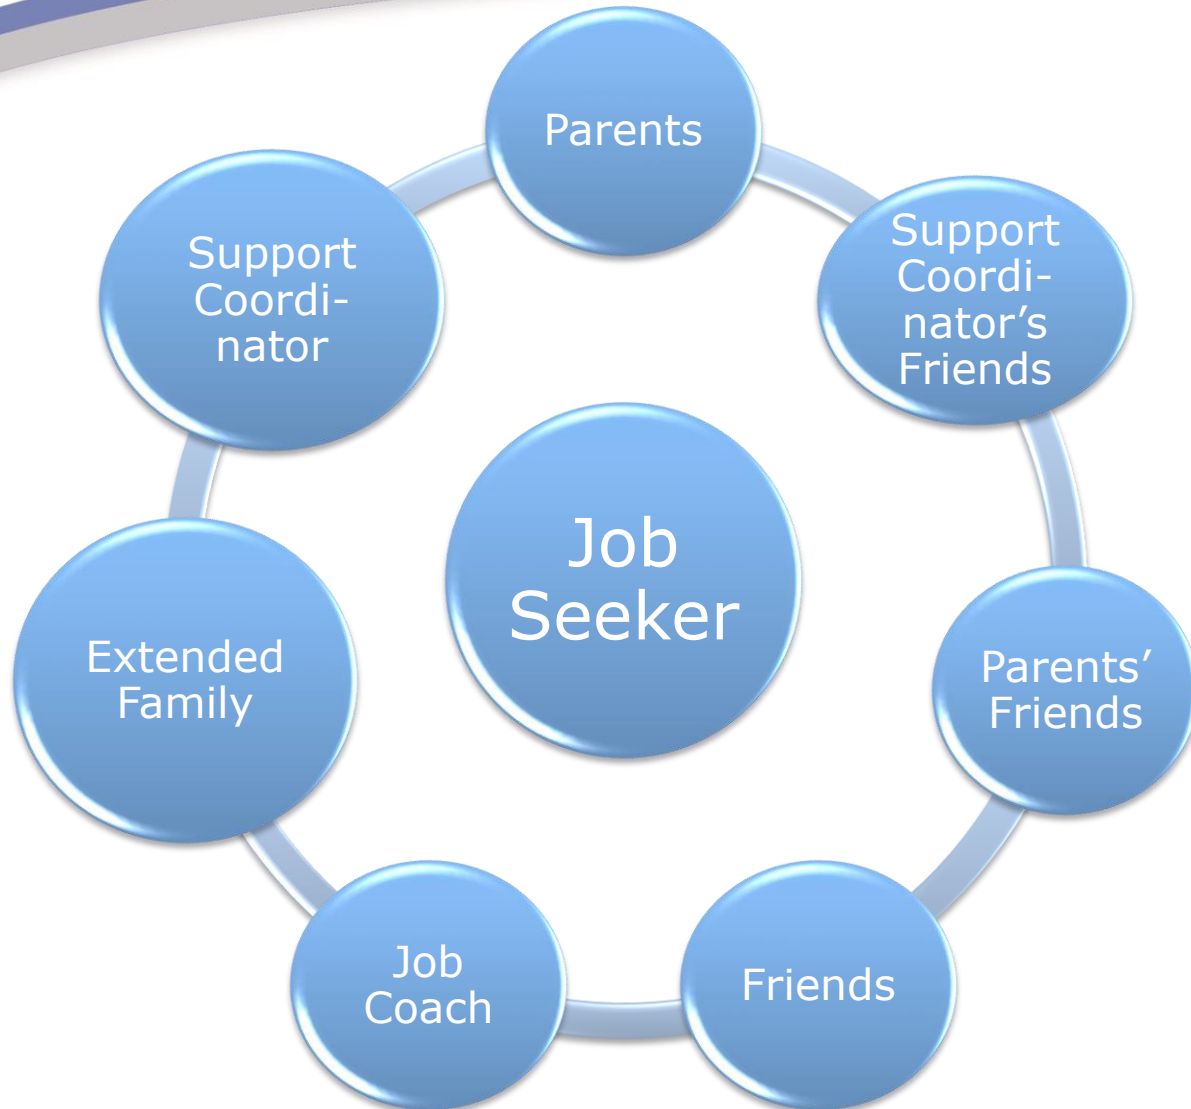 Parents
Support
Coordi-
nator's
Friends
Parents'
Friends
Friends
Job
Coach
Extended
Family
Support
Coordi-
nator
Job
Seeker